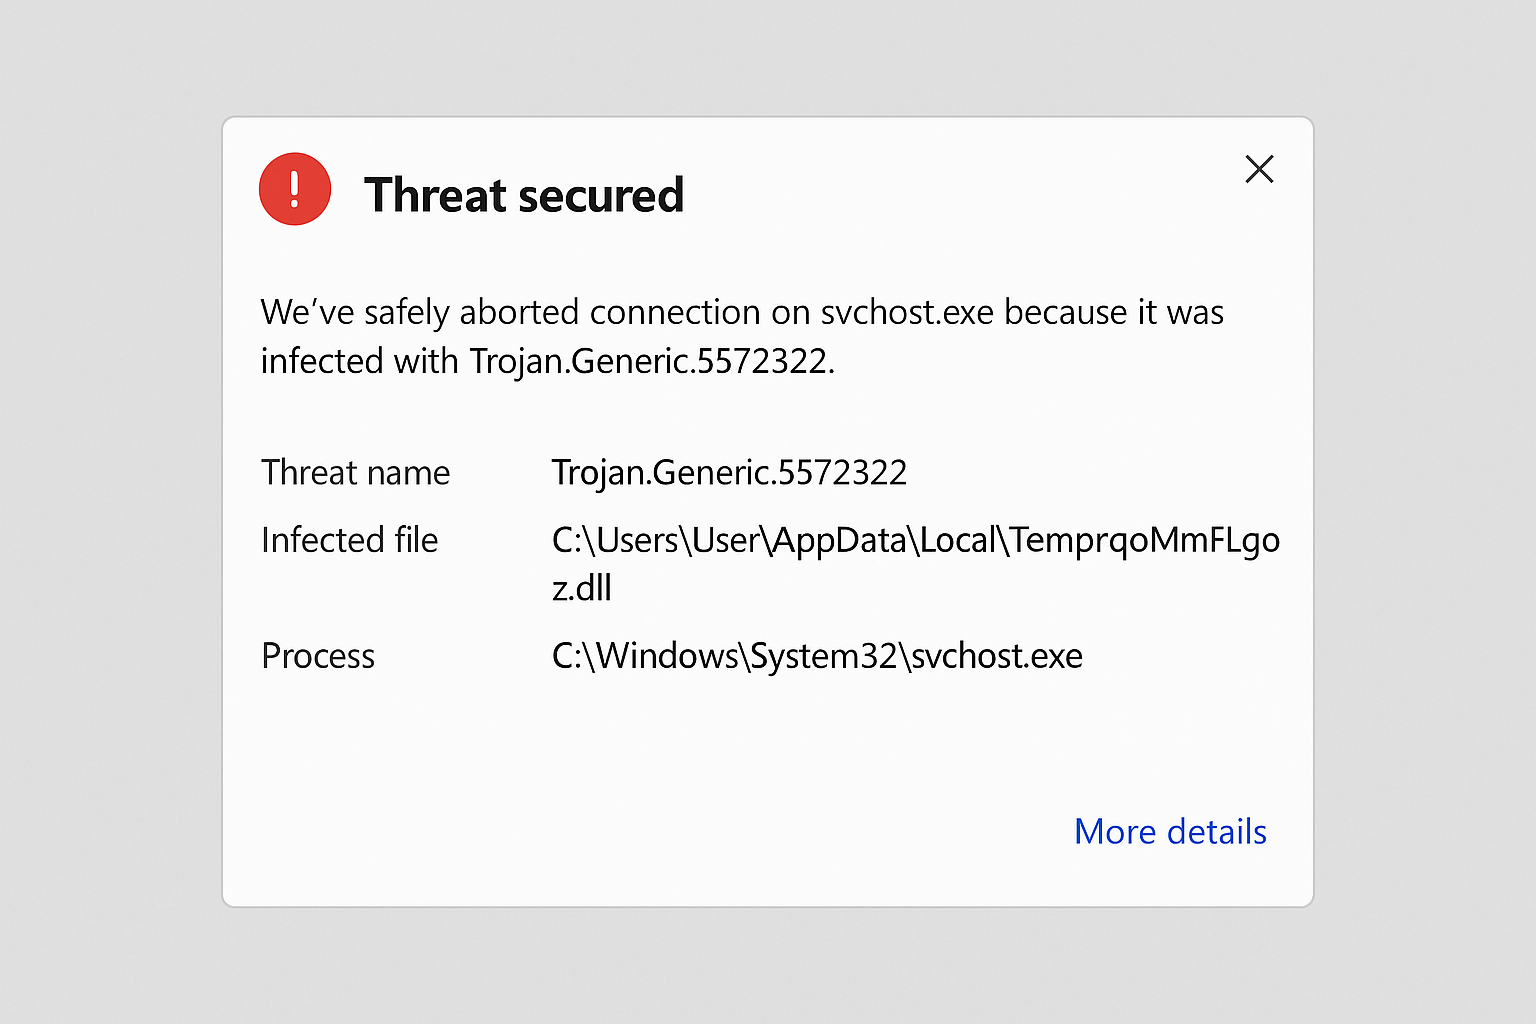 Threat secured
We’ve safely aborted connection on svchost.exe because it was
infected with Trojan.Generic.5572322.
Threat name Trojan.Generic.5572322
Infected file C:\Users\User\AppData\Local\TemprqoMmFLgo
z.dll
Process C:\Windows\System32\svchost.exe
More details